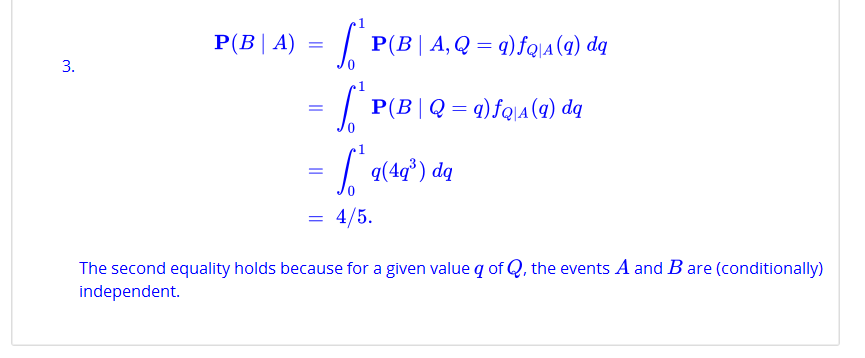 P(B | A) = ∫₀¹ P(B | A, Q = q) f_{Q|A}(q) dq
3.
= ∫₀¹ P(B | Q = q) f_{Q|A}(q) dq
= ∫₀¹ q(4q³) dq
= 4/5.
The second equality holds because for a given value q of Q, the events A and B are (conditionally)
independent.